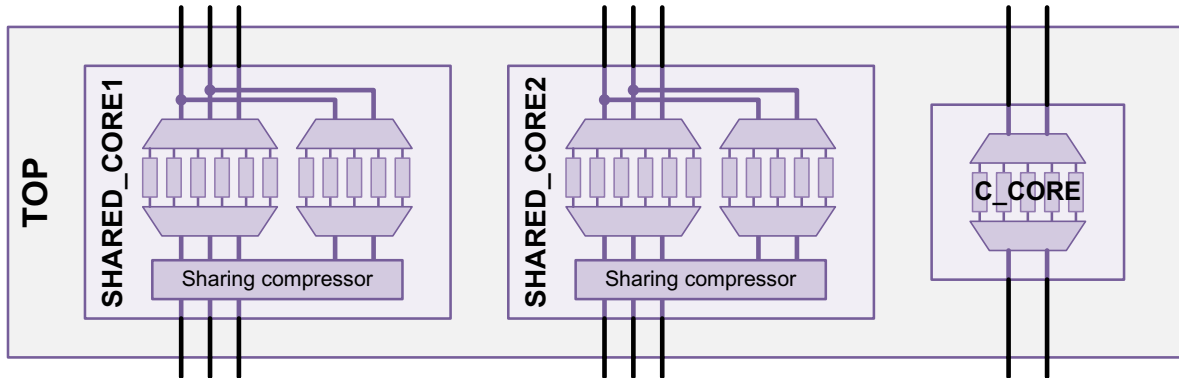 TOP
SHARED_CORE1
Sharing compressor
SHARED_CORE2
Sharing compressor
C_CORE